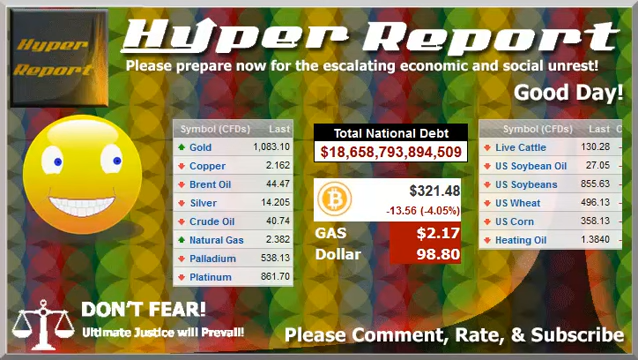 Hyper
Report
Hyper Report
Please prepare now for the escalating economic and social unrest!
Good Day!
Symbol (CFDs) Last
Gold 1,083.10
Copper 2.162
Brent Oil 44.47
Silver 14.205
Crude Oil 40.74
Natural Gas 2.382
Palladium 538.13
Platinum 861.70
Total National Debt
$18,658,793,894,509
$321.48
-13.56 (-4.05%)
GAS $2.17
Dollar 98.80
Symbol (CFDs) Last C
Live Cattle 130.28
US Soybean Oil 27.05
US Soybeans 855.63
US Wheat 496.13
US Corn 358.13
Heating Oil 1.3840
DON'T FEAR!
Ultimate Justice will Prevail!
Please Comment, Rate, & Subscribe